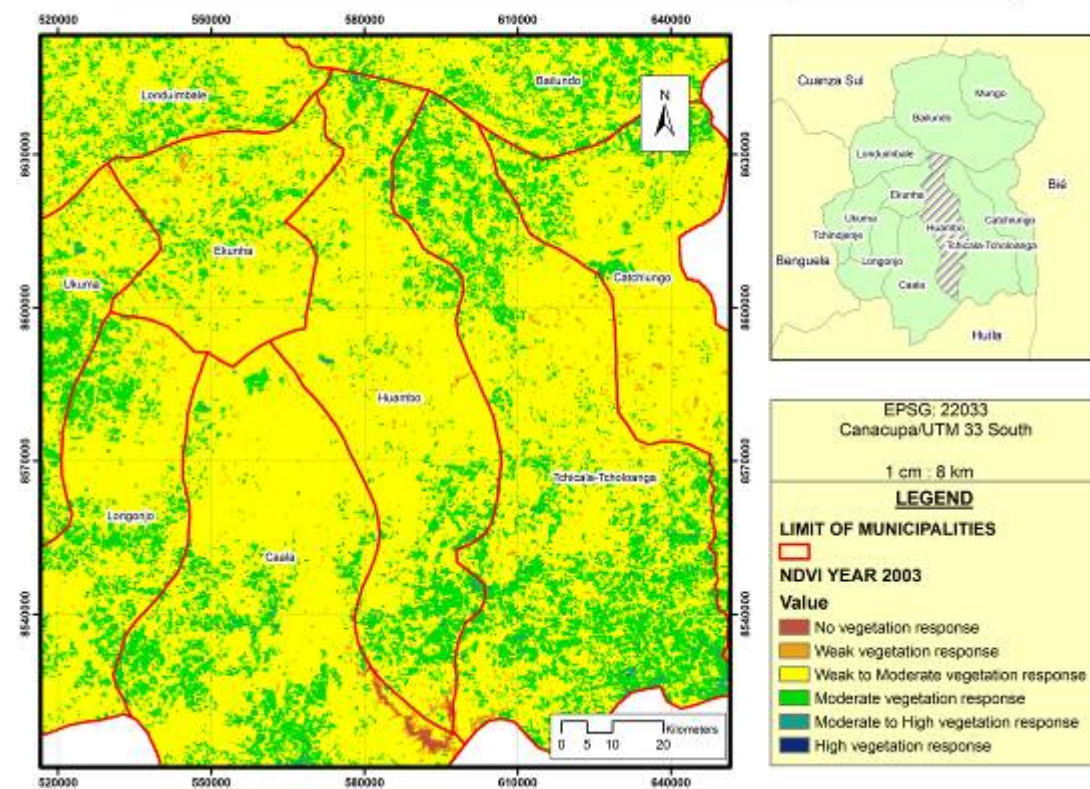 520000 550000 580000 610000 640000
8630000
8600000
8570000
8540000
Londuimbale
Bailundo
N
Ekunha
Ukuma
Catchiungo
Huambo
Tchicala-Tcholoanga
Longonjo
Caala
Kilometers
0 5 10 20
8630000
8600000
8570000
8540000
520000 550000 580000 610000 640000
Cuanza Sul
Mungo
Bailundo
Londuimbale
Bié
Ekunha
Ukuma
Catchiungo
Tchindjenje
Huambo
Tchicala-Tcholoanga
Benguela
Longonjo
Caala
Huila
EPSG: 22033
Canacupa/UTM 33 South
1 cm : 8 km
LEGEND
LIMIT OF MUNICIPALITIES
NDVI YEAR 2003
Value
No vegetation response
Weak vegetation response
Weak to Moderate vegetation response
Moderate vegetation response
Moderate to High vegetation response
High vegetation response